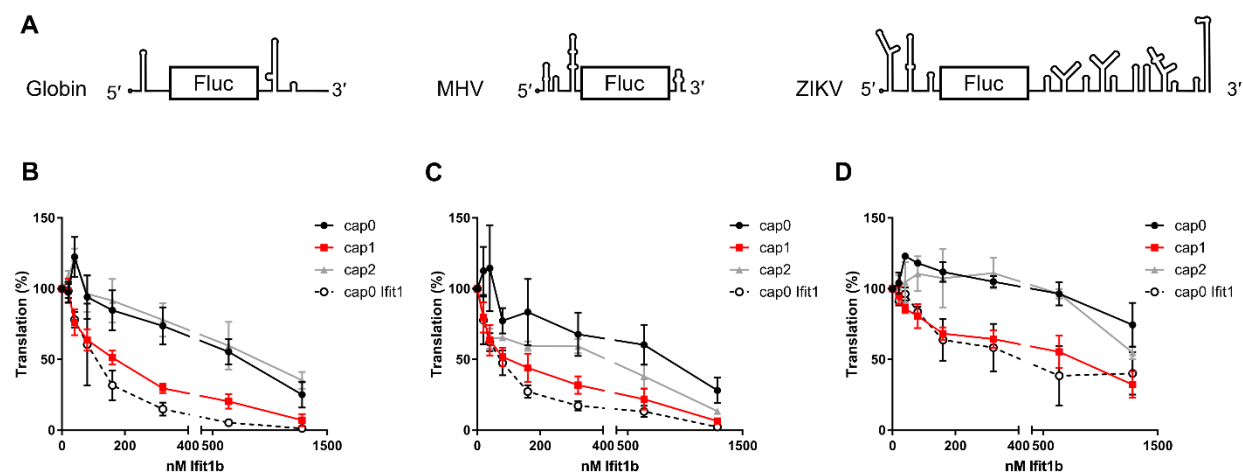 A
Globin 5′ Fluc 3′
MHV 5′ Fluc 3′
ZIKV 5′ Fluc 3′
B
Translation (%)
150
100
50
0
0 200 400 500 1500
nM Ifit1b
cap0
cap1
cap2
cap0 Ifit1
C
Translation (%)
150
100
50
0
0 200 400 500 1500
nM Ifit1b
cap0
cap1
cap2
cap0 Ifit1
D
Translation (%)
150
100
50
0
0 200 400 500 1500
nM Ifit1b
cap0
cap1
cap2
cap0 Ifit1